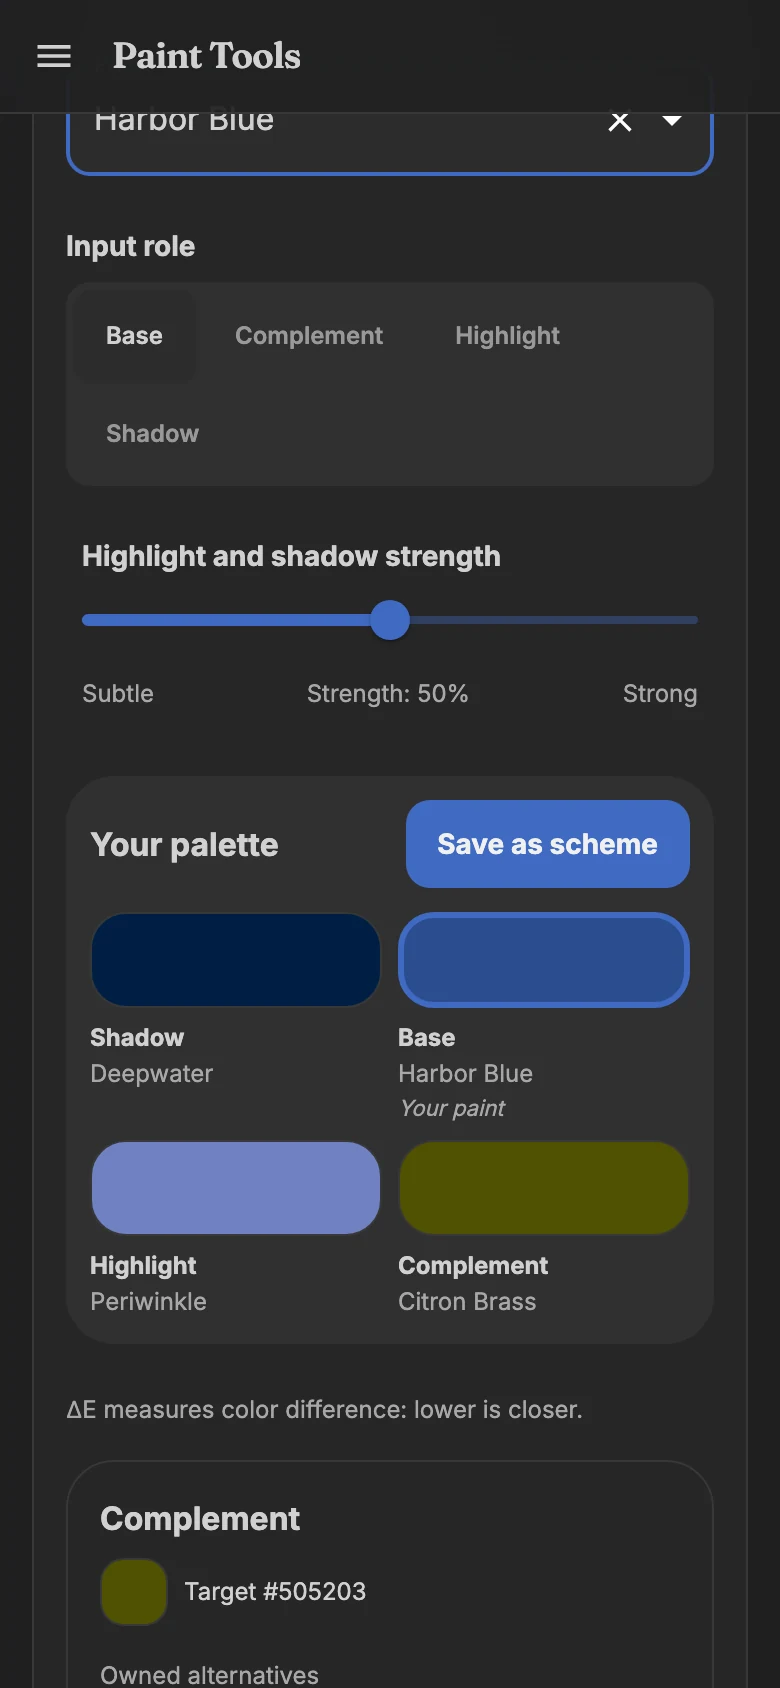 Paint Tools
Harbor Blue
Input role
Base
Complement
Highlight
Shadow
Highlight and shadow strength
Subtle
Strength: 50%
Strong
Your palette
Save as scheme
Shadow
Deepwater
Base
Harbor Blue
Your paint
Highlight
Periwinkle
Complement
Citron Brass
ΔE measures color difference: lower is closer.
Complement
Target #505203
Owned alternatives